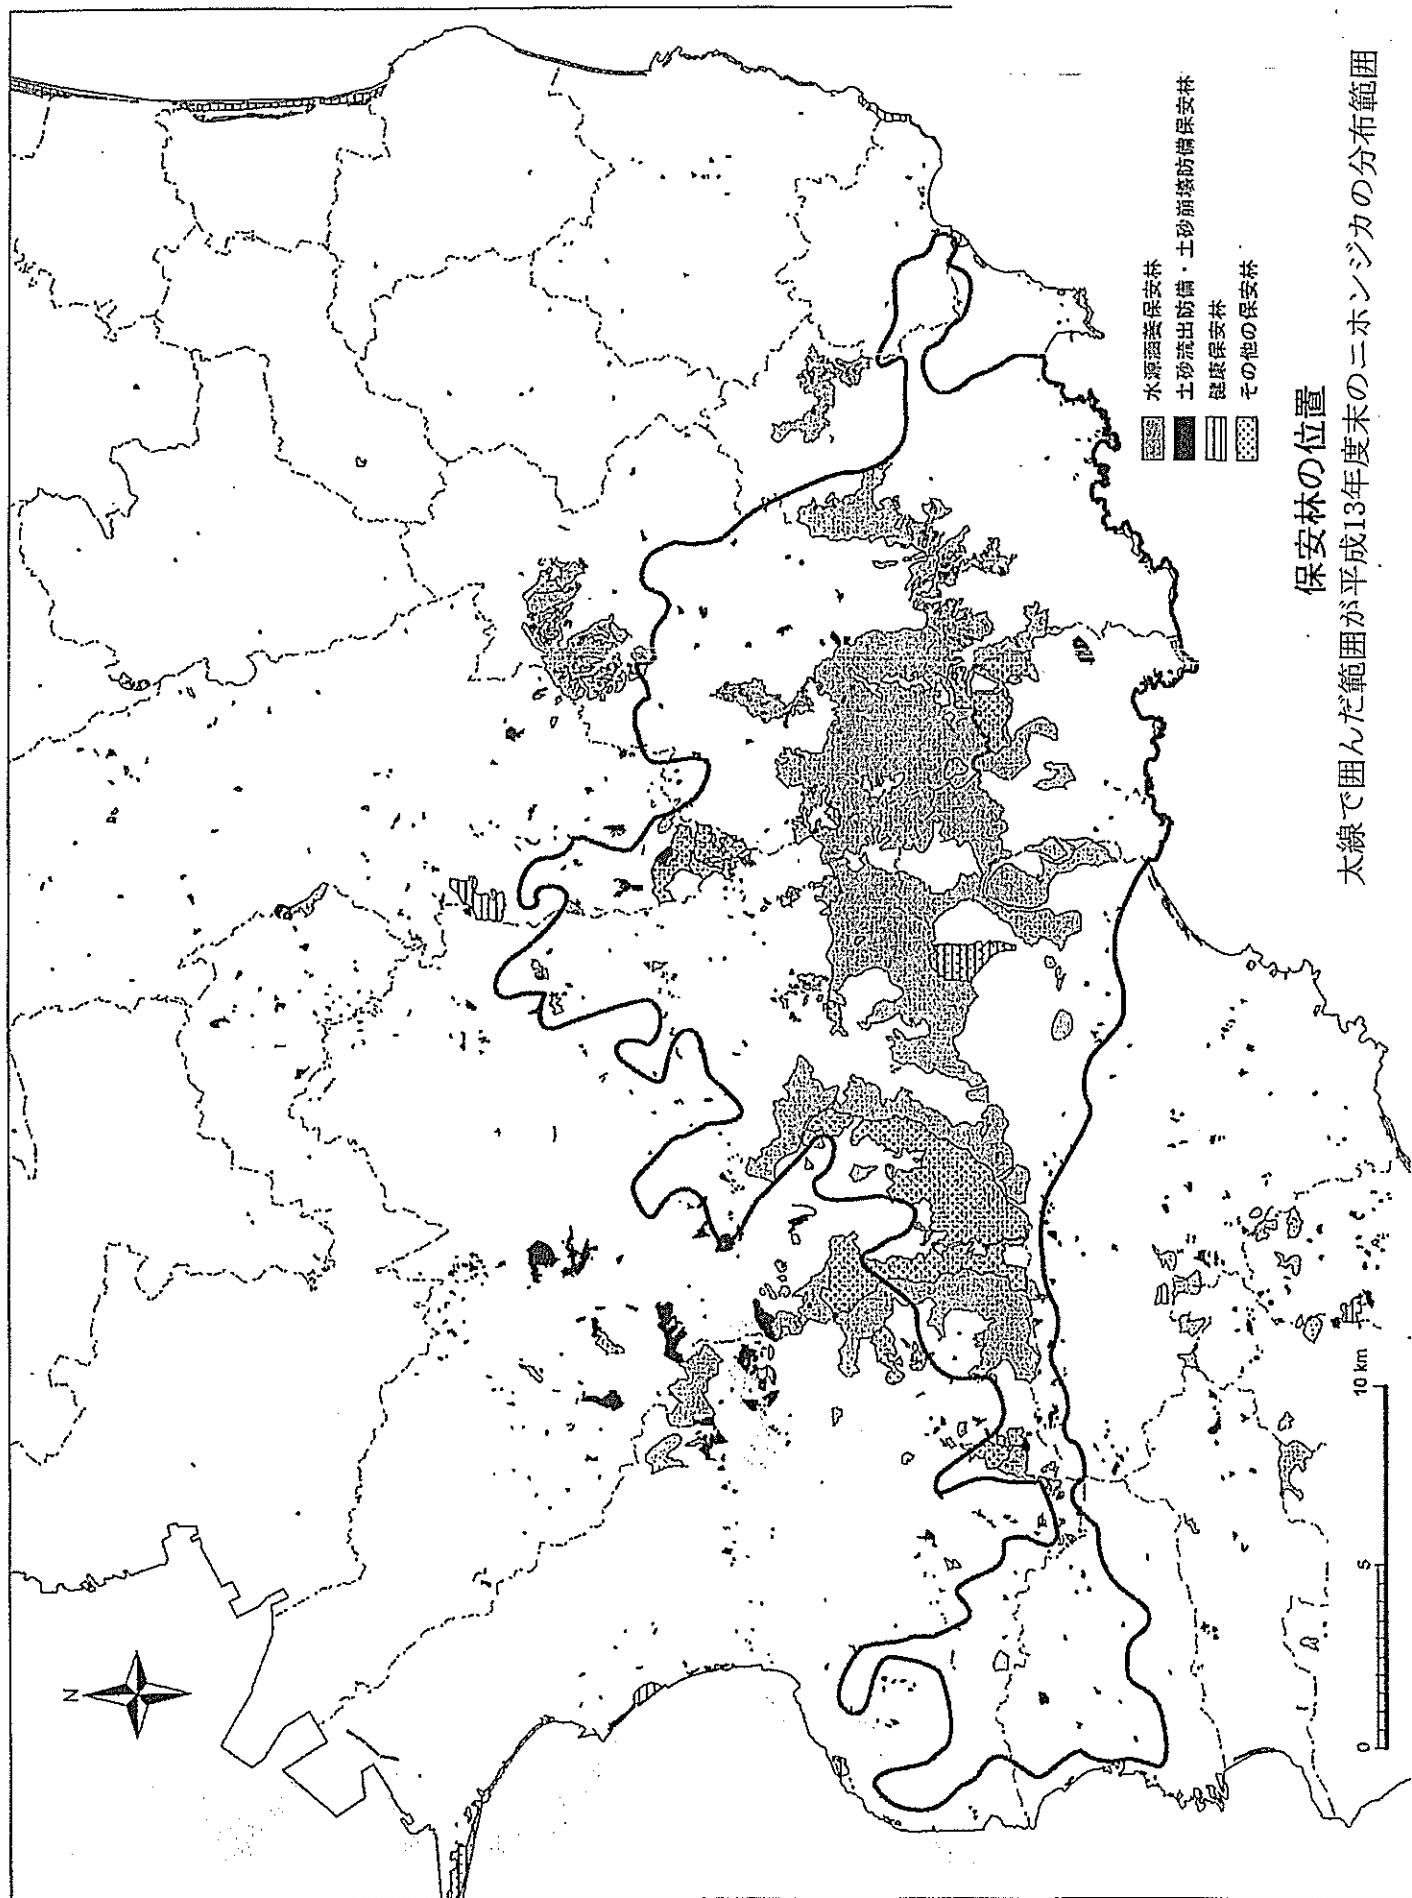 N
水源涵養保安林
土砂流出防備・土砂崩壊防備保安林
健康保安林
その他の保安林
0 5 10 km
保安林の位置
太線で囲んだ範囲が平成13年度末のニホンジカの分布範囲